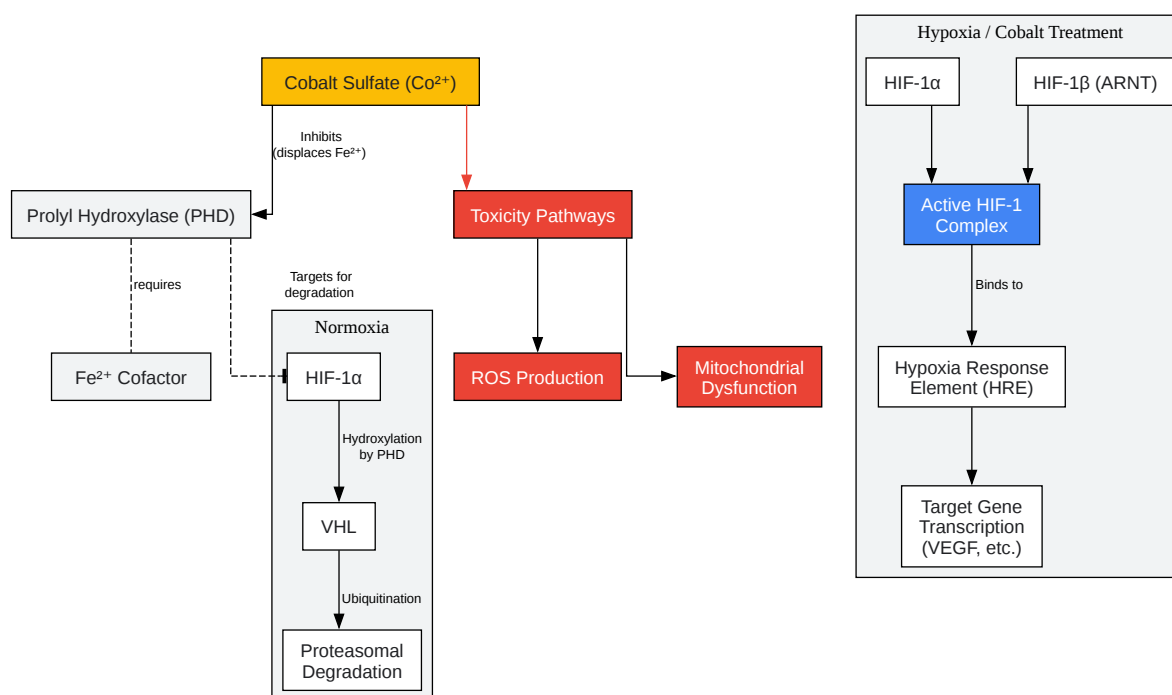 Cobalt Sulfate (Co²⁺)
Inhibits
(displaces Fe²⁺)
Prolyl Hydroxylase (PHD)
requires
Fe²⁺ Cofactor
Toxicity Pathways
ROS Production
Mitochondrial
Dysfunction
Targets for
degradation
Normoxia
HIF-1α
Hydroxylation
by PHD
VHL
Ubiquitination
Proteasomal
Degradation
Hypoxia / Cobalt Treatment
HIF-1α
HIF-1β (ARNT)
Active HIF-1
Complex
Binds to
Hypoxia Response
Element (HRE)
Target Gene
Transcription
(VEGF, etc.)